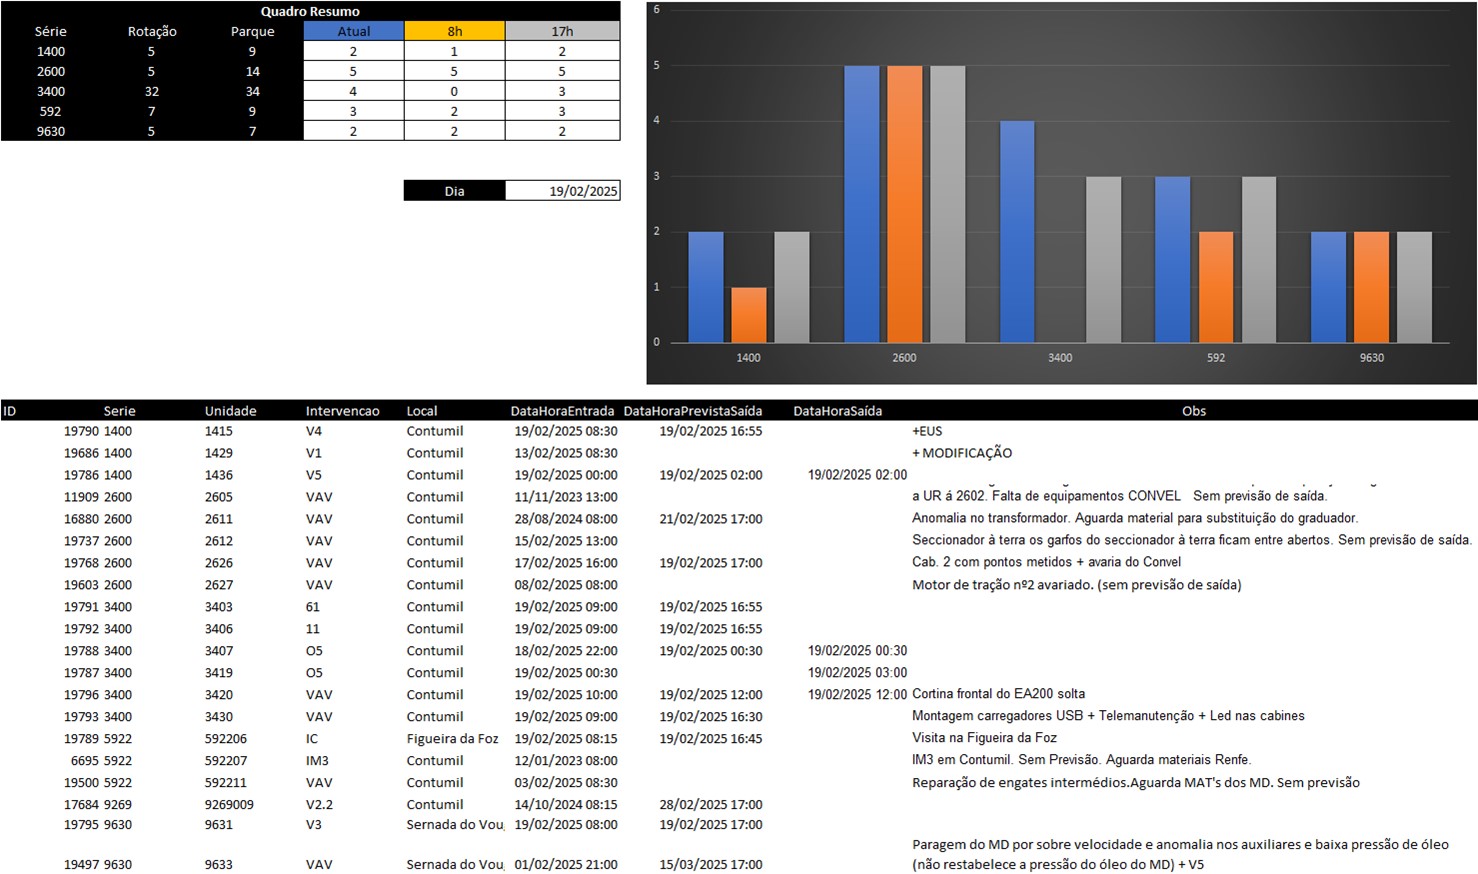 Quadro Resumo
Série Rotação Parque Atual 8h 17h
1400 5 9 2 1 2
2600 5 14 5 5 5
3400 32 34 4 0 3
592 7 9 3 2 3
9630 5 7 2 2 2
Dia 19/02/2025
6
5
4
3
2
1
0
1400 2600 3400 592 9630
ID Serie Unidade Intervencao Local DataHoraEntrada DataHoraPrevistaSaída DataHoraSaída Obs
19790 1400 1415 V4 Contumil 19/02/2025 08:30 19/02/2025 16:55 +EUS
19686 1400 1429 V1 Contumil 13/02/2025 08:30 + MODIFICAÇÃO
19786 1400 1436 V5 Contumil 19/02/2025 00:00 19/02/2025 02:00 19/02/2025 02:00
11909 2600 2605 VAV Contumil 11/11/2023 13:00 a UR á 2602. Falta de equipamentos CONVEL Sem previsão de saída.
16880 2600 2611 VAV Contumil 28/08/2024 08:00 21/02/2025 17:00 Anomalia no transformador. Aguarda material para substituição do graduador.
19737 2600 2612 VAV Contumil 15/02/2025 13:00 Seccionador à terra os garfos do seccionador à terra ficam entre abertos. Sem previsão de saída.
19768 2600 2626 VAV Contumil 17/02/2025 16:00 19/02/2025 17:00 Cab. 2 com pontos metidos + avaria do Convel
19603 2600 2627 VAV Contumil 08/02/2025 08:00 Motor de tração nº2 avariado. (sem previsão de saída)
19791 3400 3403 61 Contumil 19/02/2025 09:00 19/02/2025 16:55
19792 3400 3406 11 Contumil 19/02/2025 09:00 19/02/2025 16:55
19788 3400 3407 O5 Contumil 18/02/2025 22:00 19/02/2025 00:30 19/02/2025 00:30
19787 3400 3419 O5 Contumil 19/02/2025 00:30 19/02/2025 03:00
19796 3400 3420 VAV Contumil 19/02/2025 10:00 19/02/2025 12:00 19/02/2025 12:00 Cortina frontal do EA200 solta
19793 3400 3430 VAV Contumil 19/02/2025 09:00 19/02/2025 16:30 Montagem carregadores USB + Telemanutenção + Led nas cabines
19789 5922 592206 IC Figueira da Foz 19/02/2025 08:15 19/02/2025 16:45 Visita na Figueira da Foz
6695 5922 592207 IM3 Contumil 12/01/2023 08:00 IM3 em Contumil. Sem Previsão. Aguarda materiais Renfe.
19500 5922 592211 VAV Contumil 03/02/2025 08:30 Reparação de engates intermédios.Aguarda MAT's dos MD. Sem previsão
17684 9269 9269009 V2.2 Contumil 14/10/2024 08:15 28/02/2025 17:00
19795 9630 9631 V3 Sernada do Vou 19/02/2025 08:00 19/02/2025 17:00
Paragem do MD por sobre velocidade e anomalia nos auxiliares e baixa pressão de óleo
19497 9630 9633 VAV Sernada do Vou 01/02/2025 21:00 15/03/2025 17:00 (não restabelece a pressão do óleo do MD) + V5